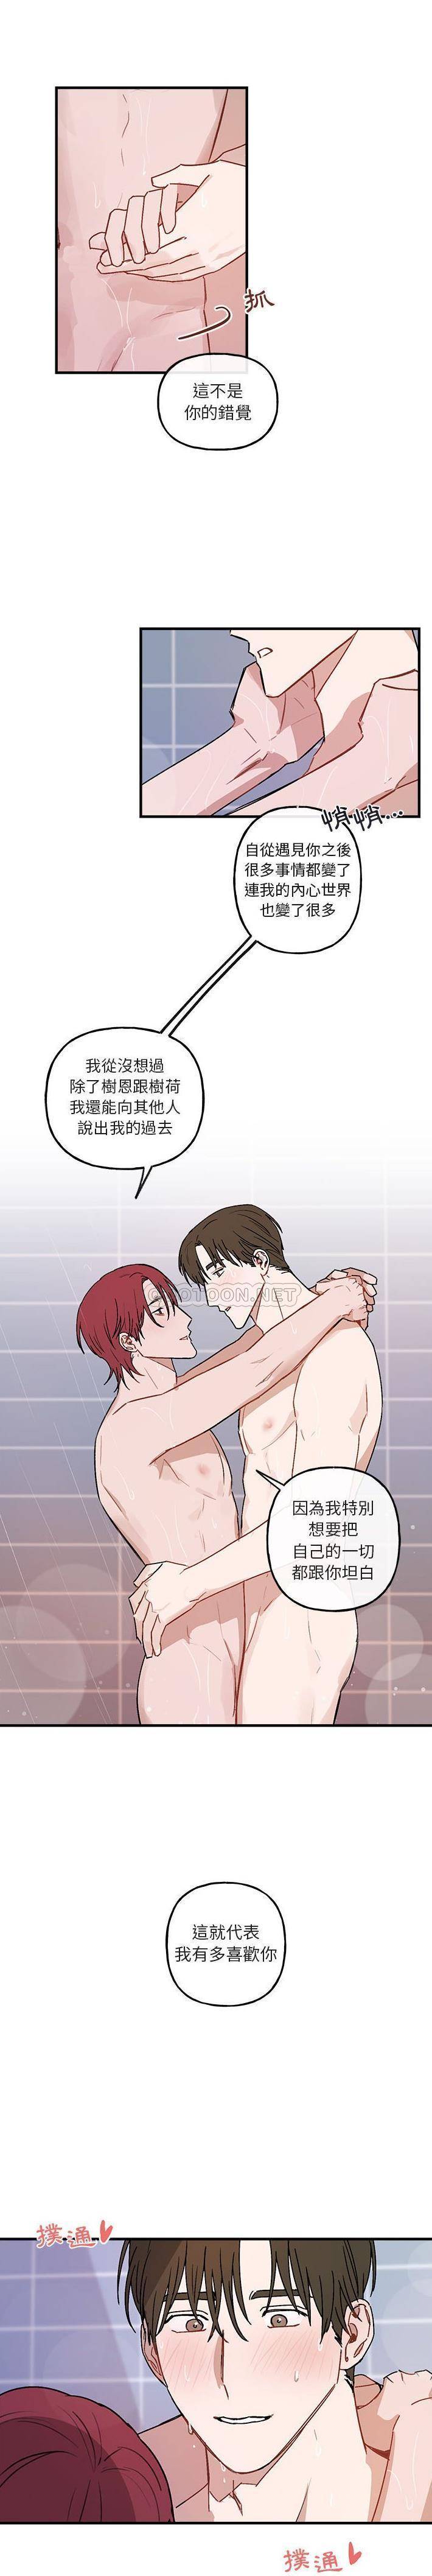 抓
這不是
你的錯覺
悄悄...
自從遇見你之後
很多事情都變了
連我的內心世界
也變了很多
我從沒想過
除了樹恩跟樹荷
我還能向其他人
說出我的過去
因為我特別
想要把
自己的一切
都跟你坦白
這就代表
我有多喜歡你
撲通
撲通